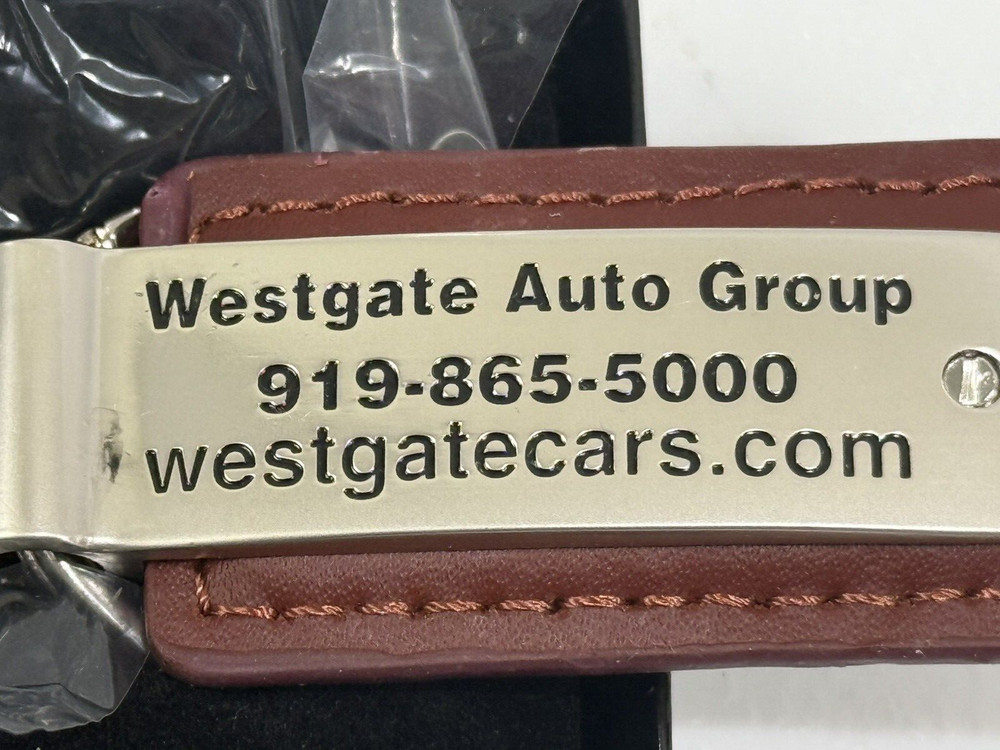 Westgate Auto Group
919-865-5000
westgatecars.com